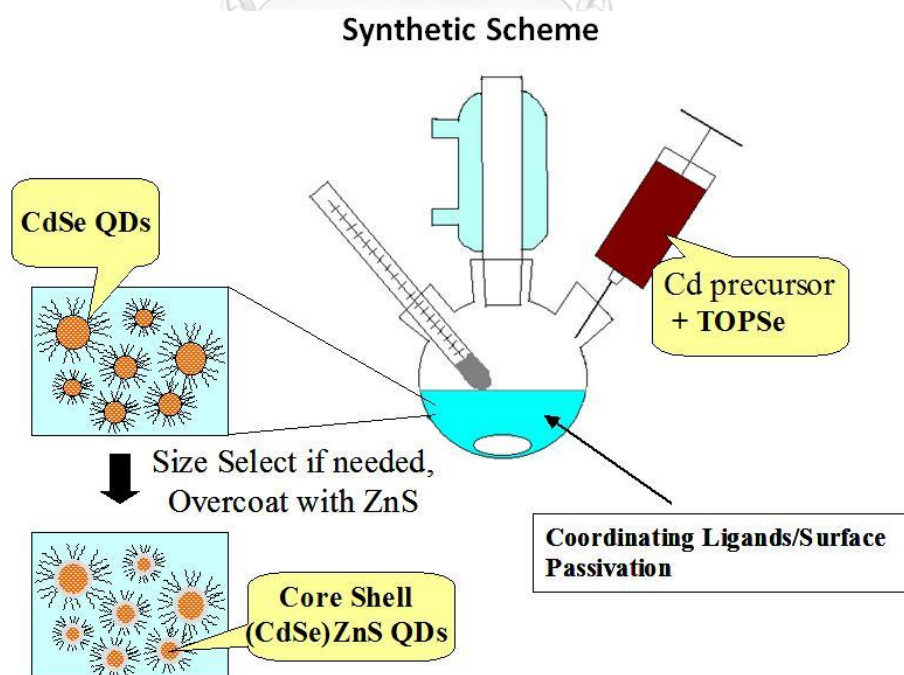 Synthetic Scheme
CdSe QDs
Cd precursor
+ TOPSe
Size Select if needed,
Overcoat with ZnS
Coordinating Ligands/Surface
Passivation
Core Shell
(CdSe)ZnS QDs